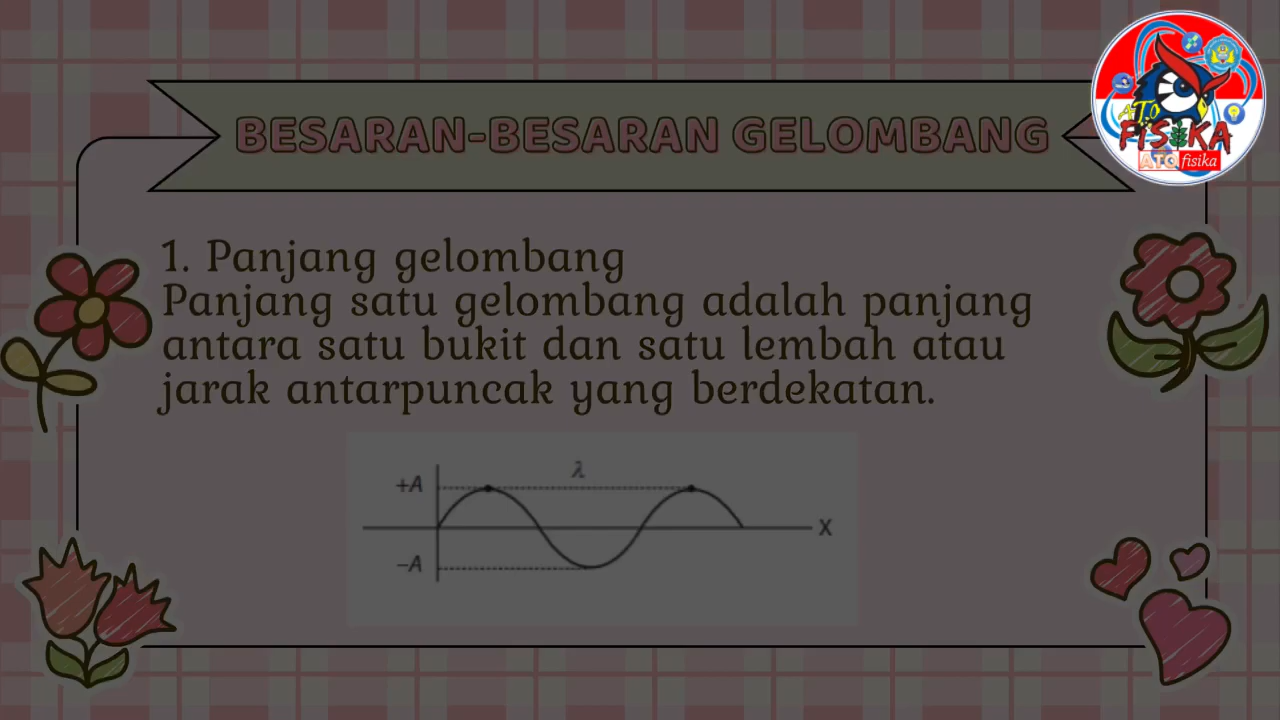 BESARAN-BESARAN GELOMBANG
ATO
FISIKA
ATO fisika
1. Panjang gelombang
Panjang satu gelombang adalah panjang
antara satu bukit dan satu lembah atau
jarak antarpuncak yang berdekatan.
λ
+A
X
−A